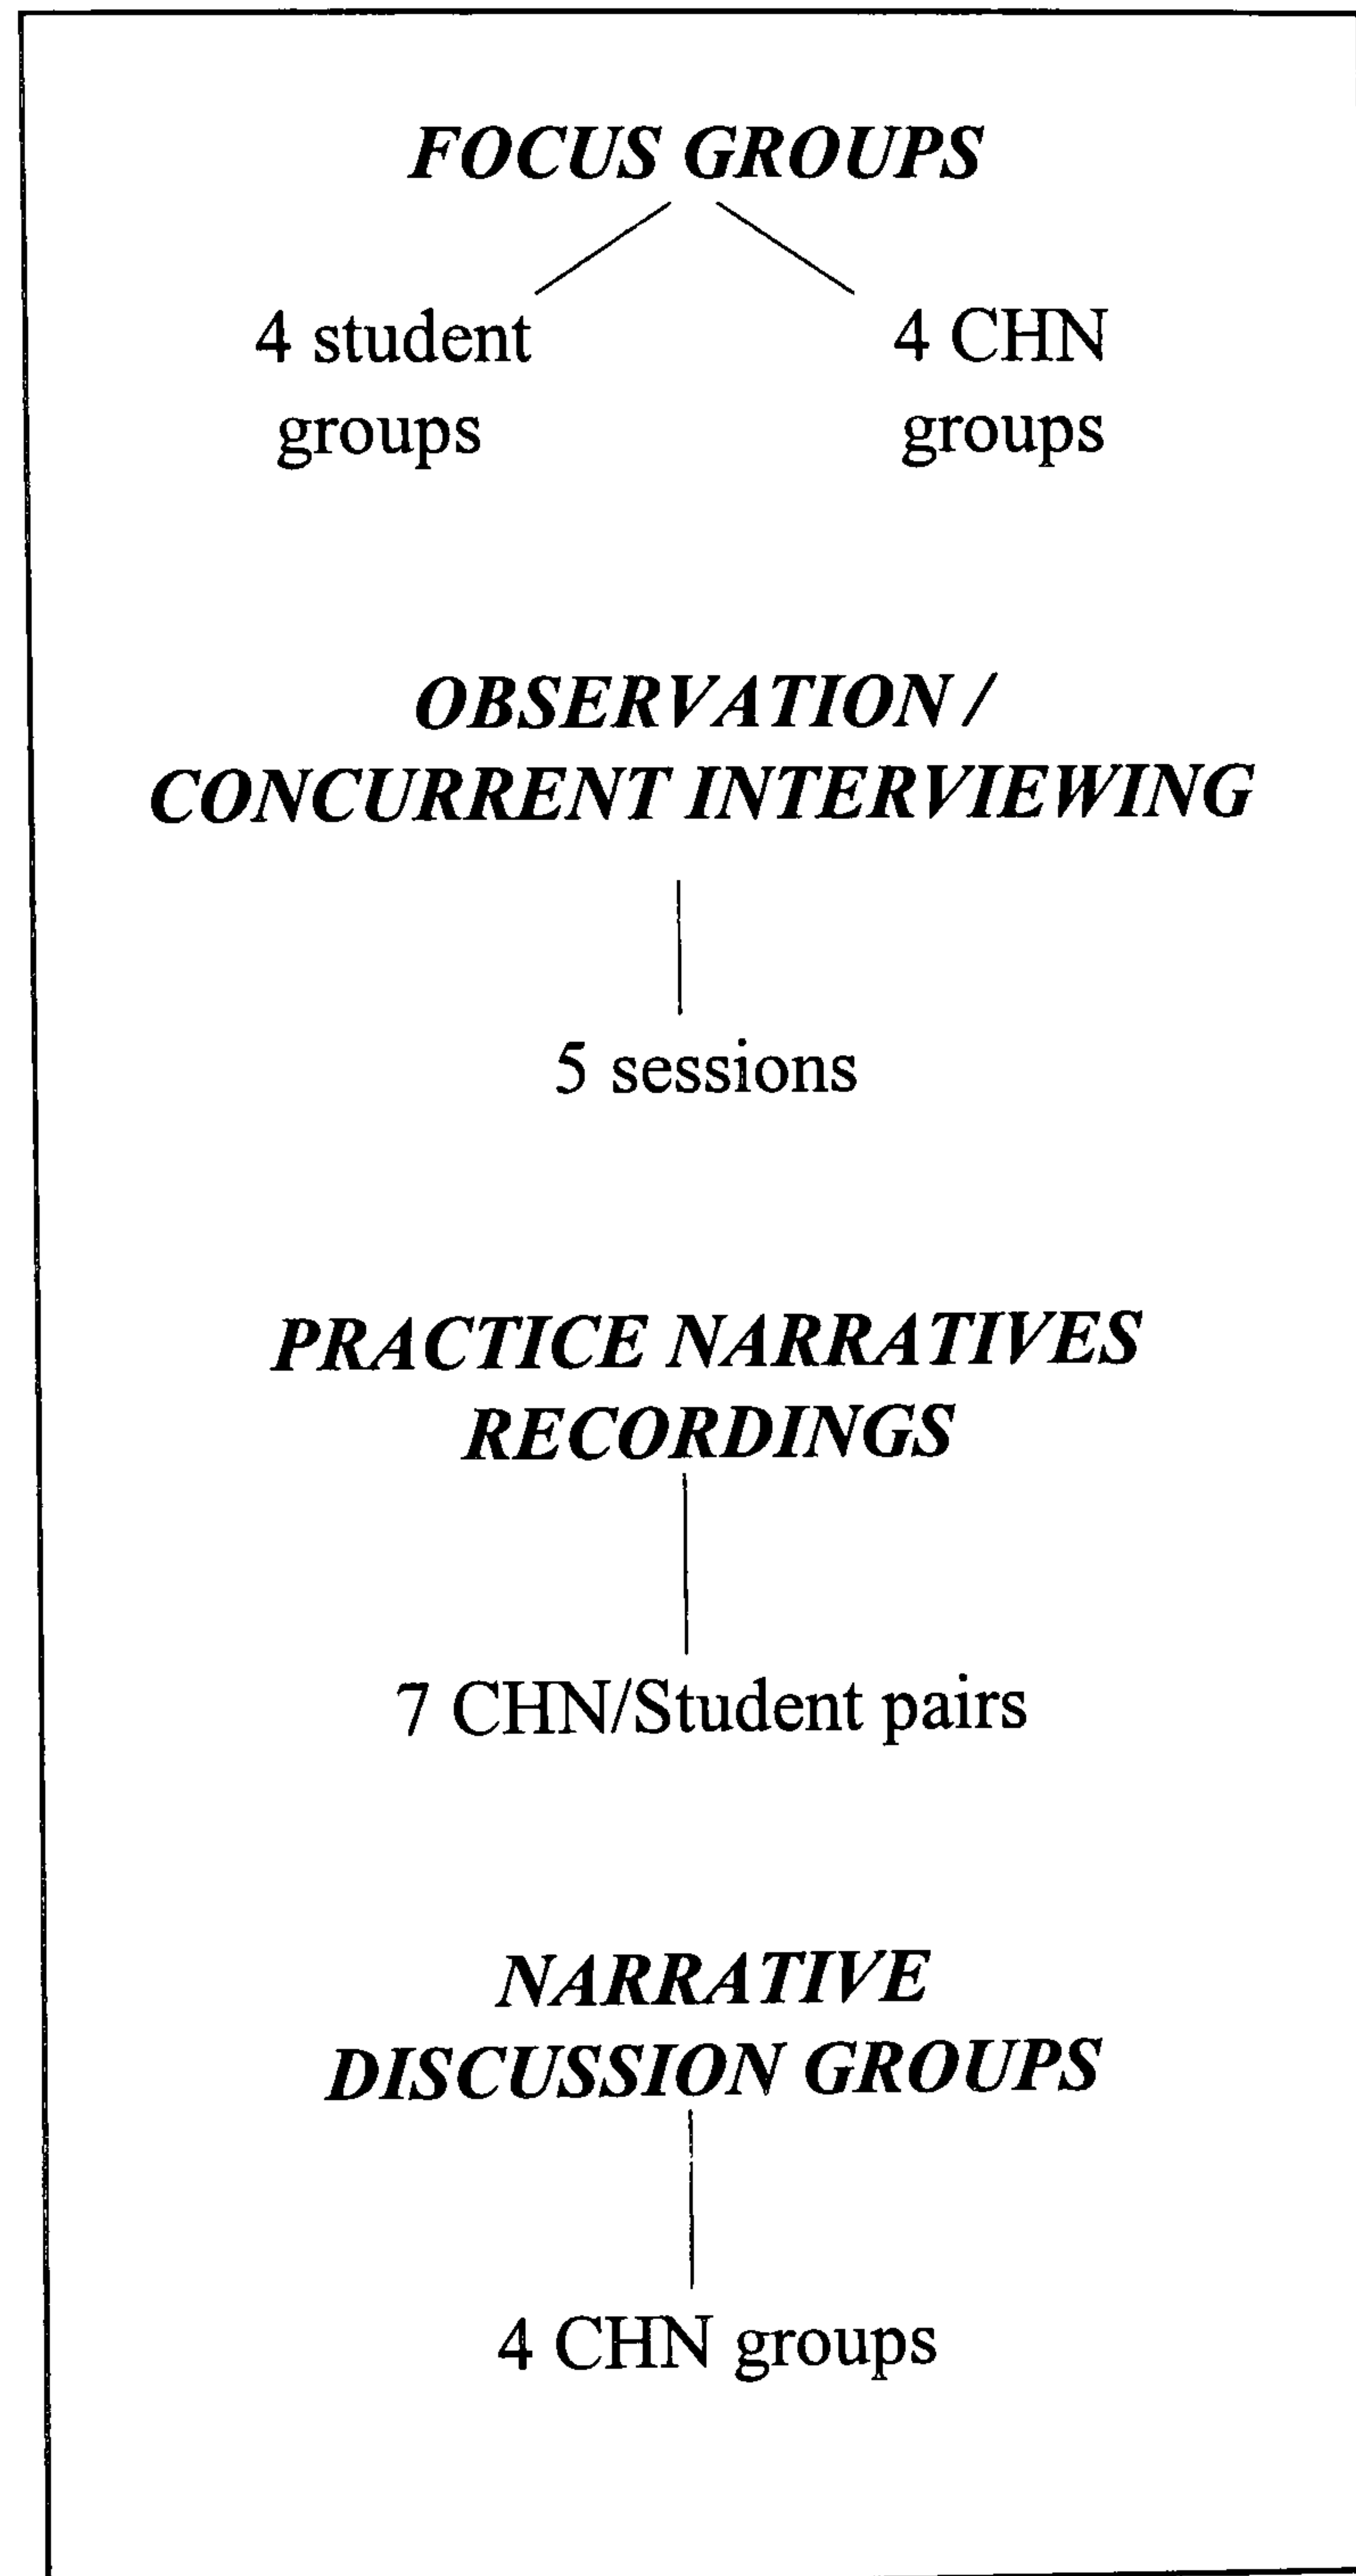 FOCUS GROUPS
4 student
groups
4 CHN
groups
OBSERVATION /
CONCURRENT INTERVIEWING
5 sessions
PRACTICE NARRATIVES
RECORDINGS
7 CHN/Student pairs
NARRATIVE
DISCUSSION GROUPS
4 CHN groups